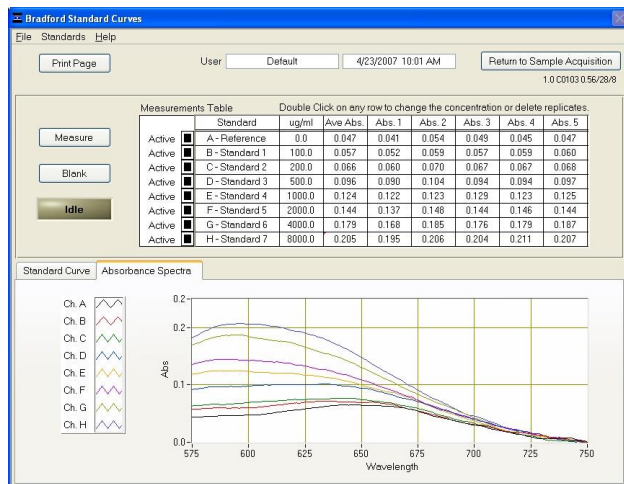 Bradford Standard Curves
File Standards Help
Print Page User Default 4/23/2007 10:01 AM Return to Sample Acquisition
1.0 C0103 0.56/28/8
Measurements Table Double Click on any row to change the concentration or delete replicates.
Standard ug/ml Ave Abs. Abs. 1 Abs. 2 Abs. 3 Abs. 4 Abs. 5
Active A - Reference 0.0 0.047 0.041 0.054 0.049 0.045 0.047
Active B - Standard 1 100.0 0.057 0.052 0.059 0.057 0.059 0.060
Active C - Standard 2 200.0 0.066 0.060 0.070 0.067 0.067 0.068
Active D - Standard 3 500.0 0.096 0.090 0.104 0.094 0.094 0.097
Active E - Standard 4 1000.0 0.124 0.122 0.123 0.129 0.123 0.125
Active F - Standard 5 2000.0 0.144 0.137 0.148 0.144 0.146 0.144
Active G - Standard 6 4000.0 0.179 0.168 0.185 0.176 0.179 0.187
Active H - Standard 7 8000.0 0.205 0.195 0.206 0.204 0.211 0.207
Measure
Blank
Idle
Standard Curve Absorbance Spectra
Ch. A
Ch. B
Ch. C
Ch. D
Ch. E
Ch. F
Ch. G
Ch. H
Abs
0.2
0.2
0.1
0.0
575 600 625 650 675 700 725 750
Wavelength